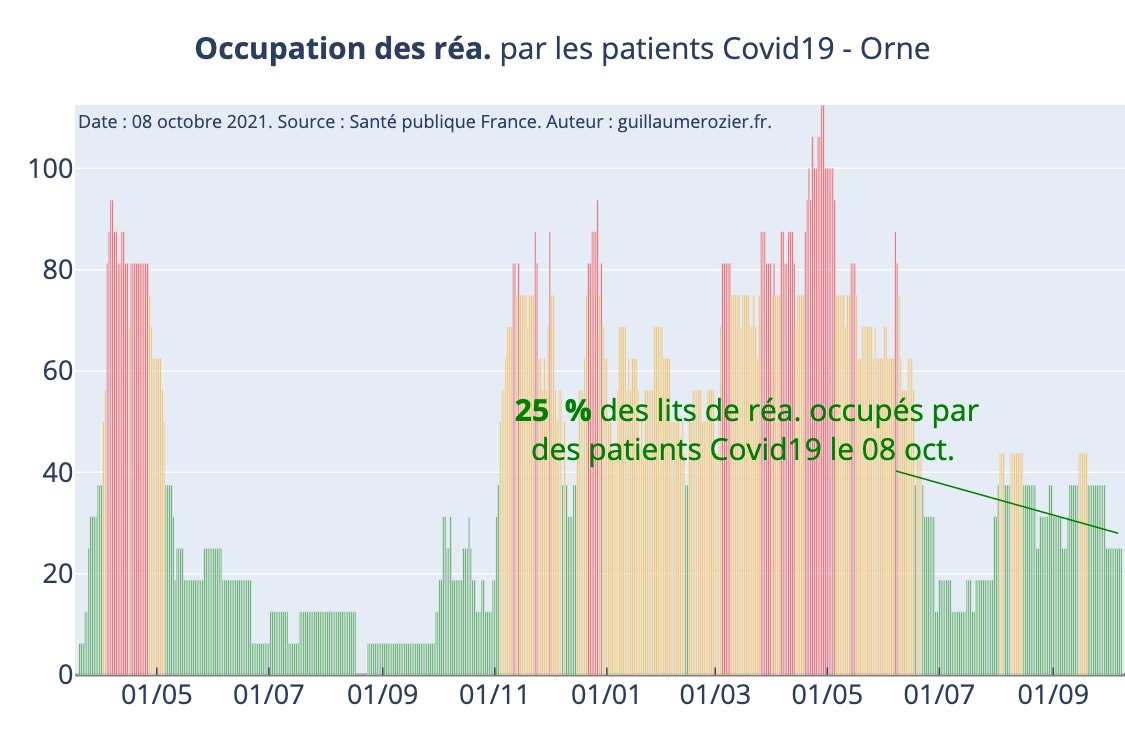 Occupation des réa. par les patients Covid19 - Orne
Date : 08 octobre 2021. Source : Santé publique France. Auteur : guillaumerozier.fr.
100
80
60
25 % des lits de réa. occupés par
des patients Covid19 le 08 oct.
40
20
0
01/05 01/07 01/09 01/11 01/01 01/03 01/05 01/07 01/09